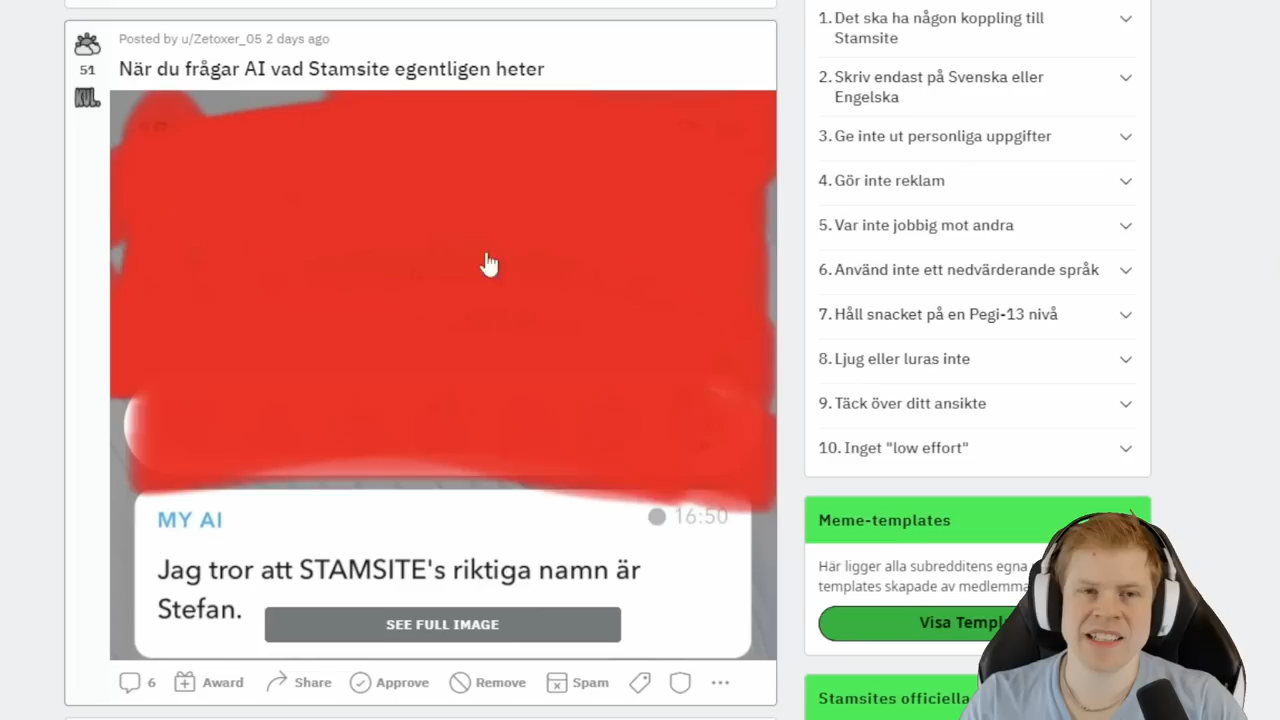 Posted by u/Zetoxer_05 2 days ago
51
När du frågar AI vad Stamsite egentligen heter
KUL.
MY AI
16:50
Jag tror att STAMSITE's riktiga namn är
Stefan.
SEE FULL IMAGE
6
Award
Share
Approve
Remove
Spam
1. Det ska ha någon koppling till
Stamsite
2. Skriv endast på Svenska eller
Engelska
3. Ge inte ut personliga uppgifter
4. Gör inte reklam
5. Var inte jobbig mot andra
6. Använd inte ett nedvärderande språk
7. Håll snacket på en Pegi-13 nivå
8. Ljug eller luras inte
9. Täck över ditt ansikte
10. Inget "low effort"
Meme-templates
Här ligger alla subredditens egna
templates skapade av
Visa
Stamsites officiella